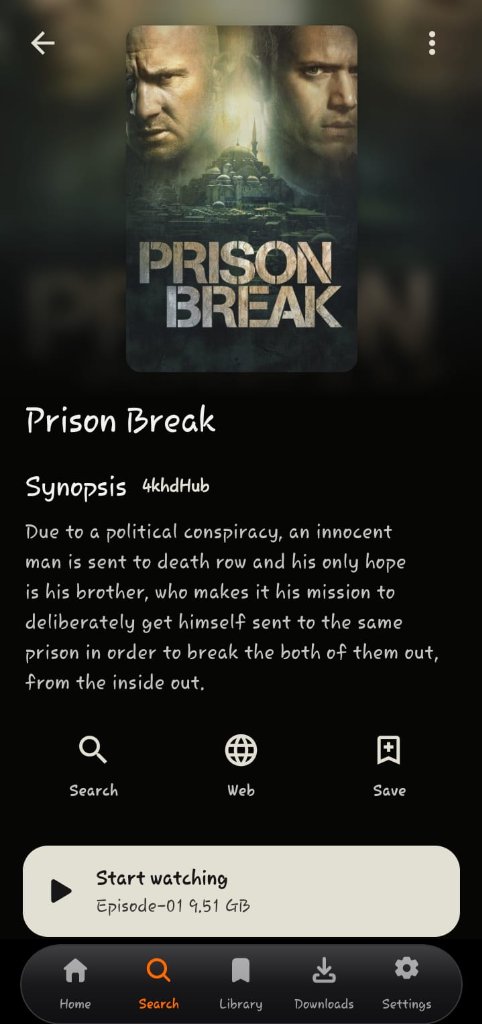 PRISON
BREAK
Prison Break
Synopsis 4khdHub
Due to a political conspiracy, an innocent
man is sent to death row and his only hope
is his brother, who makes it his mission to
deliberately get himself sent to the same
prison in order to break the both of them out,
from the inside out.
Search Web Save
Start watching
Episode-01 9.51 GB
Home Search Library Downloads Settings